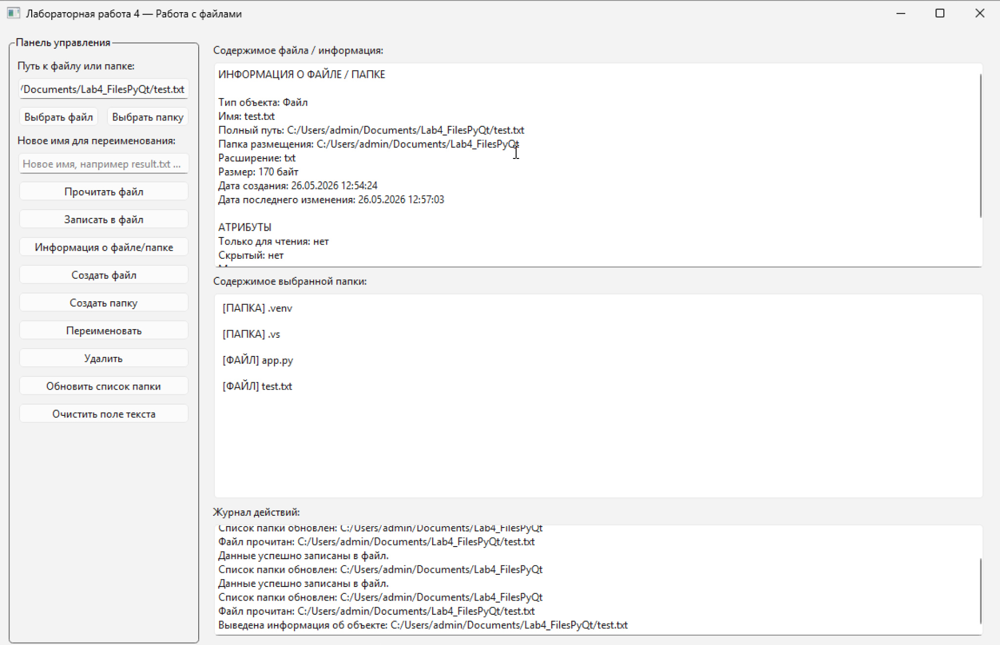 Лабораторная работа 4 — Работа с файлами
Панель управления
Путь к файлу или папке:
/Documents/Lab4_FilesPyQt/test.txt
Выбрать файл
Выбрать папку
Новое имя для переименования:
Новое имя, например result.txt ...
Прочитать файл
Записать в файл
Информация о файле/папке
Создать файл
Создать папку
Переименовать
Удалить
Обновить список папки
Очистить поле текста
Содержимое файла / информация:
ИНФОРМАЦИЯ О ФАЙЛЕ / ПАПКЕ
Тип объекта: Файл
Имя: test.txt
Полный путь: C:/Users/admin/Documents/Lab4_FilesPyQt/test.txt
Папка размещения: C:/Users/admin/Documents/Lab4_FilesPyQt
Расширение: txt
Размер: 170 байт
Дата создания: 26.05.2026 12:54:24
Дата последнего изменения: 26.05.2026 12:57:03
АТРИБУТЫ
Только для чтения: нет
Скрытый: нет
Содержимое выбранной папки:
[ПАПКА] .venv
[ПАПКА] .vs
[ФАЙЛ] app.py
[ФАЙЛ] test.txt
Журнал действий:
Список папки обновлен: C:/Users/admin/Documents/Lab4_FilesPyQt
Файл прочитан: C:/Users/admin/Documents/Lab4_FilesPyQt/test.txt
Данные успешно записаны в файл.
Список папки обновлен: C:/Users/admin/Documents/Lab4_FilesPyQt
Данные успешно записаны в файл.
Список папки обновлен: C:/Users/admin/Documents/Lab4_FilesPyQt
Файл прочитан: C:/Users/admin/Documents/Lab4_FilesPyQt/test.txt
Выведена информация об объекте: C:/Users/admin/Documents/Lab4_FilesPyQt/test.txt